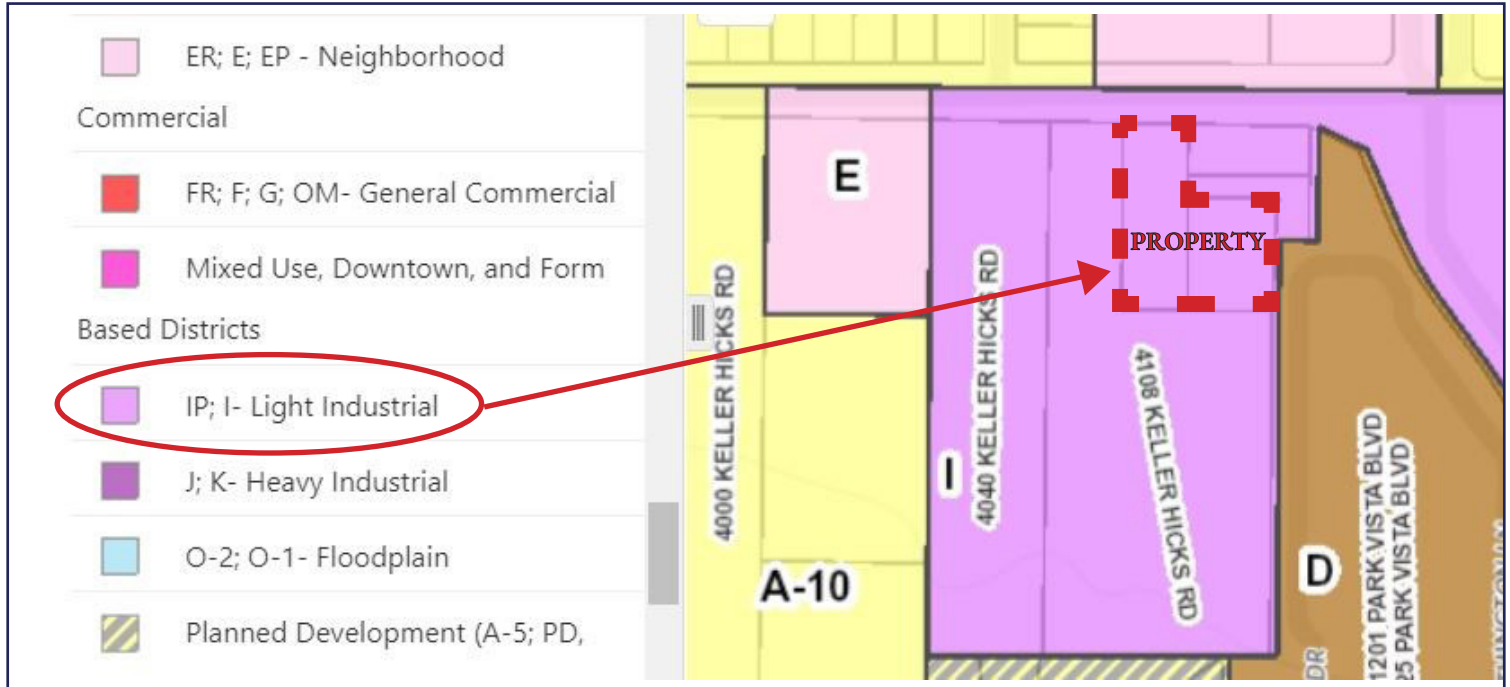 ER; E; EP - Neighborhood
Commercial
FR; F; G; OM- General Commercial
Mixed Use, Downtown, and Form
Based Districts
IP; I- Light Industrial
J; K- Heavy Industrial
O-2; O-1- Floodplain
Planned Development (A-5; PD,
E
PROPERTY
4000 KELLER HICKS RD
4040 KELLER HICKS RD
4108 KELLER HICKS RD
I
A-10
D
1201 PARK VISTA BLVD
25 PARK VISTA BLVD
DR